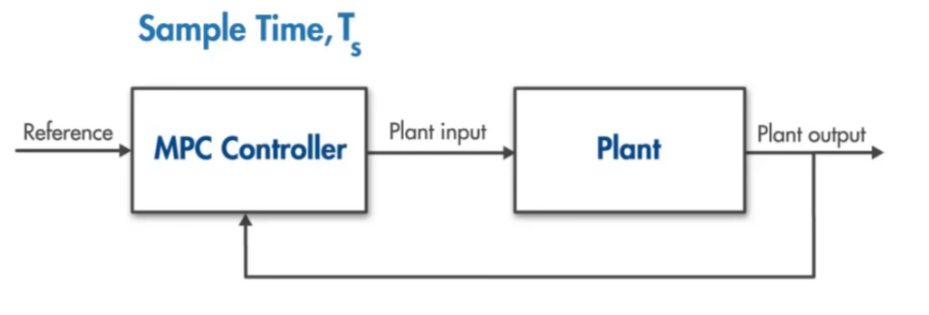 Sample Time, Ts
Reference
MPC Controller
Plant input
Plant
Plant output